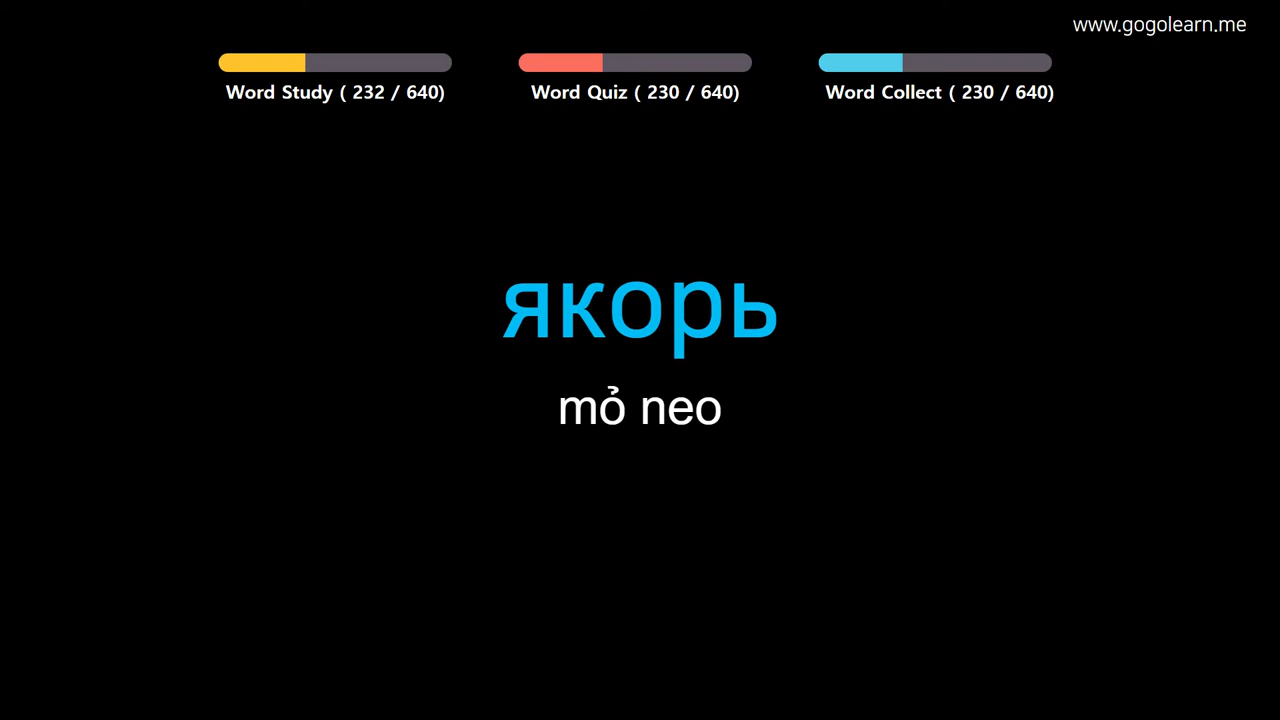 www.gogolearn.me
Word Study ( 232 / 640)
Word Quiz ( 230 / 640)
Word Collect ( 230 / 640)
якорь
mỏ neo